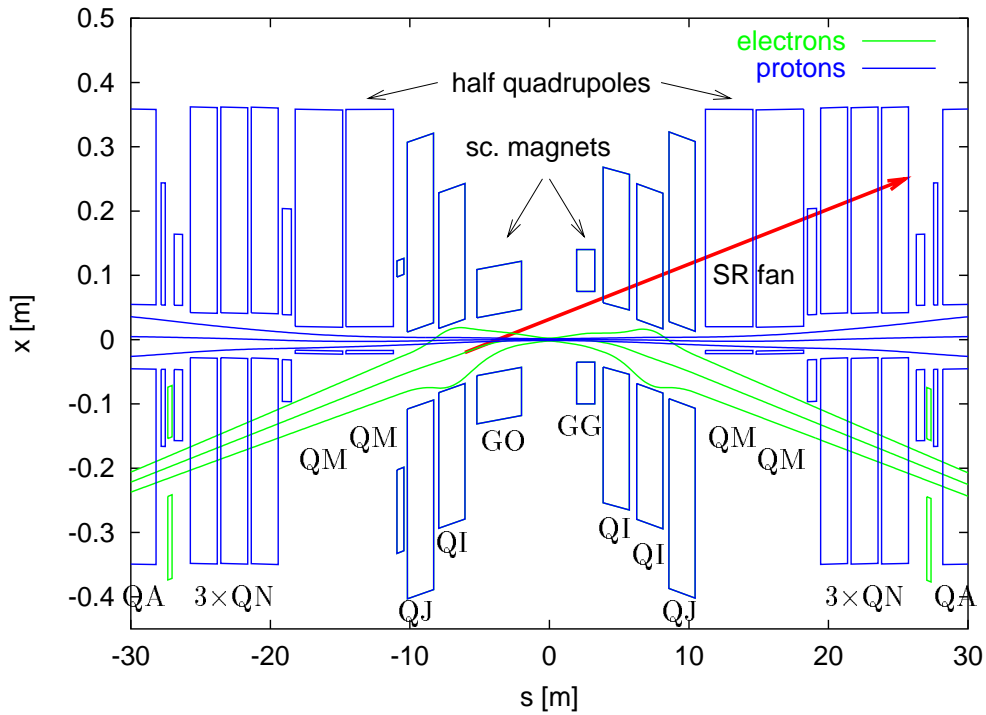 0.5
0.4
0.3
0.2
0.1
0
-0.1
-0.2
-0.3
-0.4
x [m]
electrons
protons
half quadrupoles
sc. magnets
SR fan
QM
QM
GO
GG
QM
QM
QI
QI
QI
QA
3×QN
QJ
QJ
3×QN
QA
-30
-20
-10
0
10
20
30
s [m]